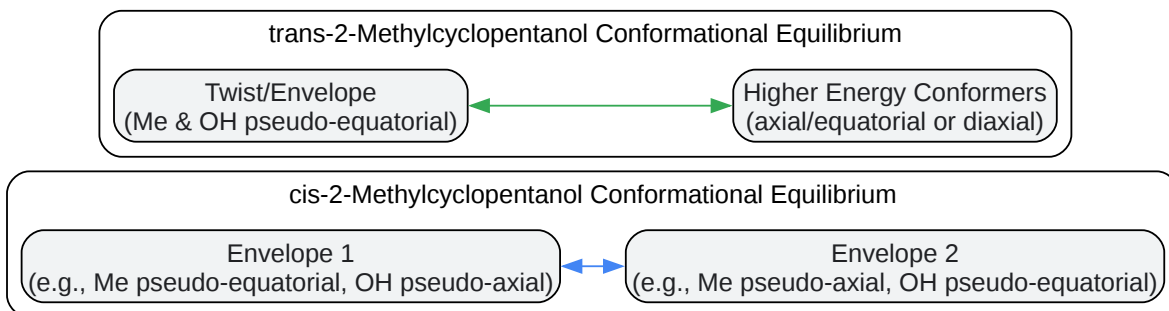 trans-2-Methylcyclopentanol Conformational Equilibrium
Twist/Envelope
(Me & OH pseudo-equatorial)
Higher Energy Conformers
(axial/equatorial or diaxial)
cis-2-Methylcyclopentanol Conformational Equilibrium
Envelope 1
(e.g., Me pseudo-equatorial, OH pseudo-axial)
Envelope 2
(e.g., Me pseudo-axial, OH pseudo-equatorial)